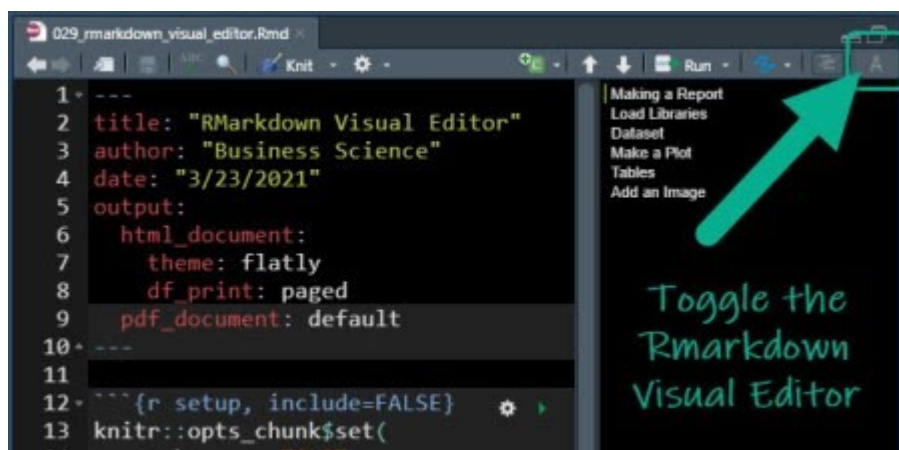 029_rmarkdown_visual_editor.Rmd
ABC Knit Run A
1 ---
2 title: "RMarkdown Visual Editor"
3 author: "Business Science"
4 date: "3/23/2021"
5 output:
6 html_document:
7 theme: flatly
8 df_print: paged
9 pdf_document: default
10 ---
11
12 ```{r setup, include=FALSE}
13 knitr::opts_chunk$set(
Making a Report
Load Libraries
Dataset
Make a Plot
Tables
Add an Image
Toggle the
Rmarkdown
Visual Editor